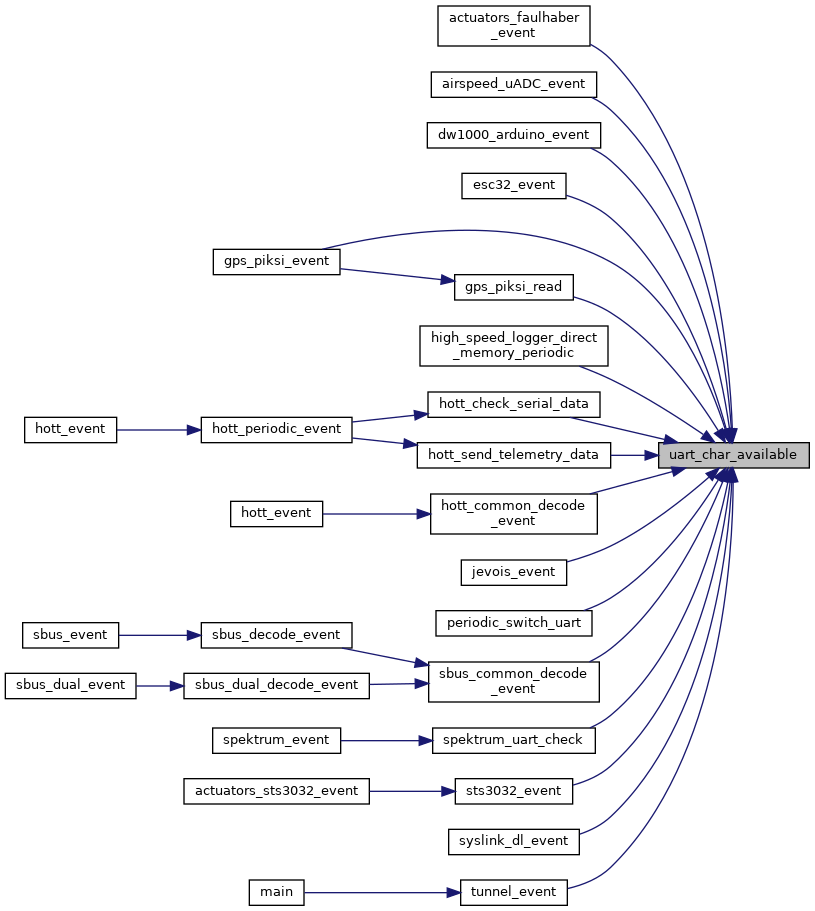 actuators_faulhaber
_event
airspeed_uADC_event
dw1000_arduino_event
esc32_event
gps_piksi_event
gps_piksi_read
high_speed_logger_direct
_memory_periodic
hott_check_serial_data
hott_event
hott_periodic_event
hott_send_telemetry_data
uart_char_available
hott_event
hott_common_decode
_event
jevois_event
periodic_switch_uart
sbus_event
sbus_decode_event
sbus_common_decode
_event
sbus_dual_event
sbus_dual_decode_event
spektrum_event
spektrum_uart_check
actuators_sts3032_event
sts3032_event
syslink_dl_event
main
tunnel_event